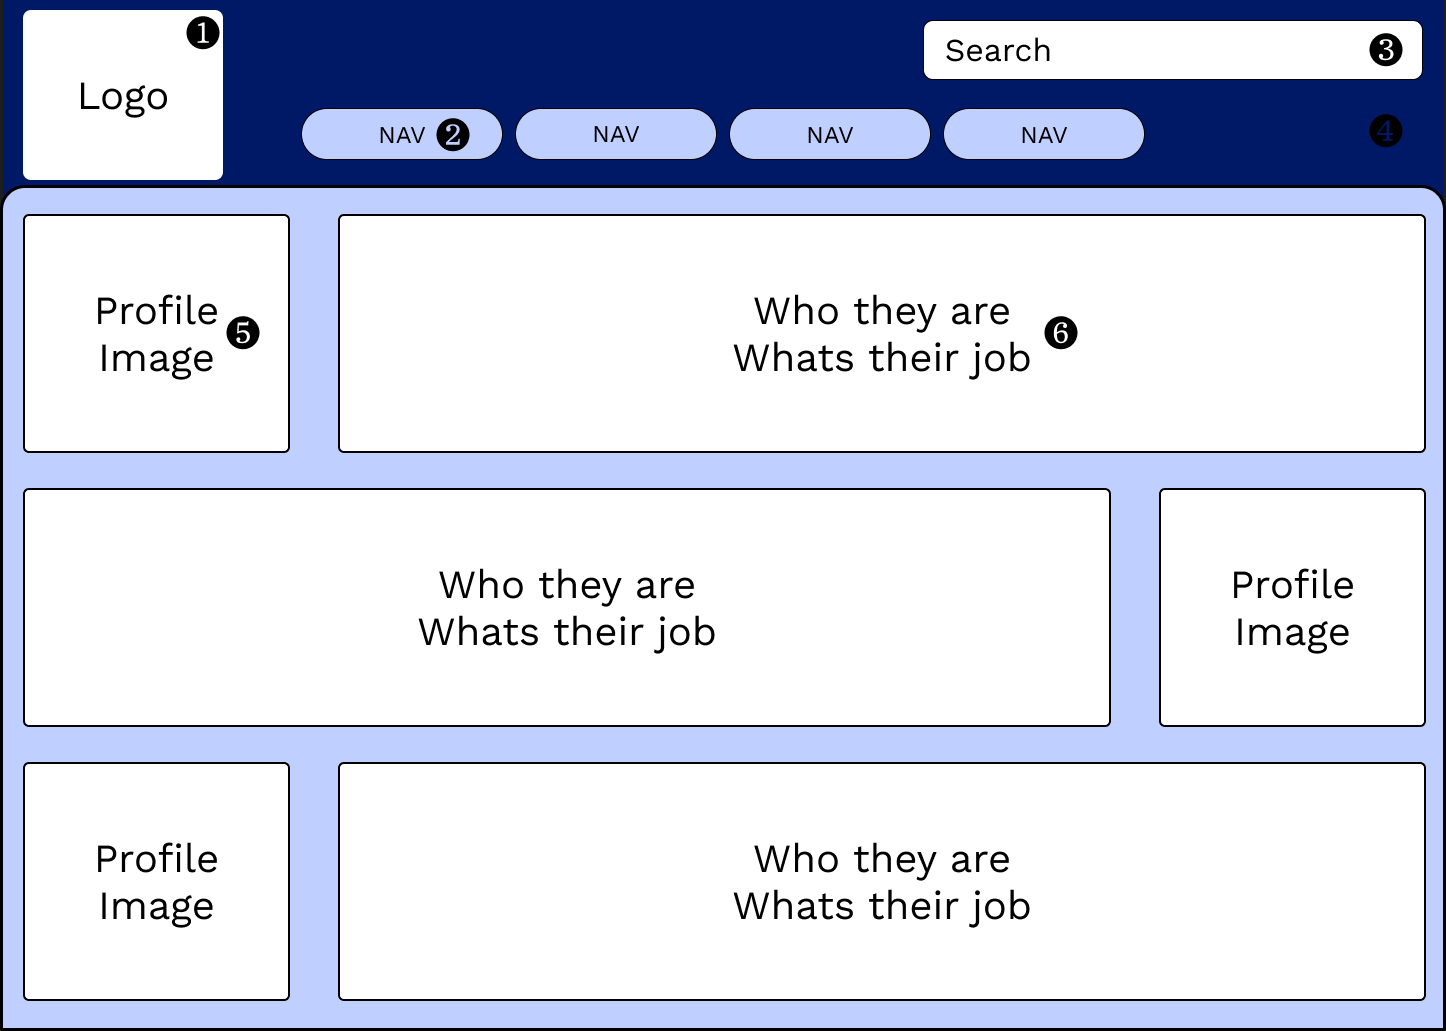 Logo ❶
Search ❸
NAV ❷ NAV NAV NAV ❹
Profile
Image ❺
Who they are
Whats their job ❻
Who they are
Whats their job
Profile
Image
Profile
Image
Who they are
Whats their job